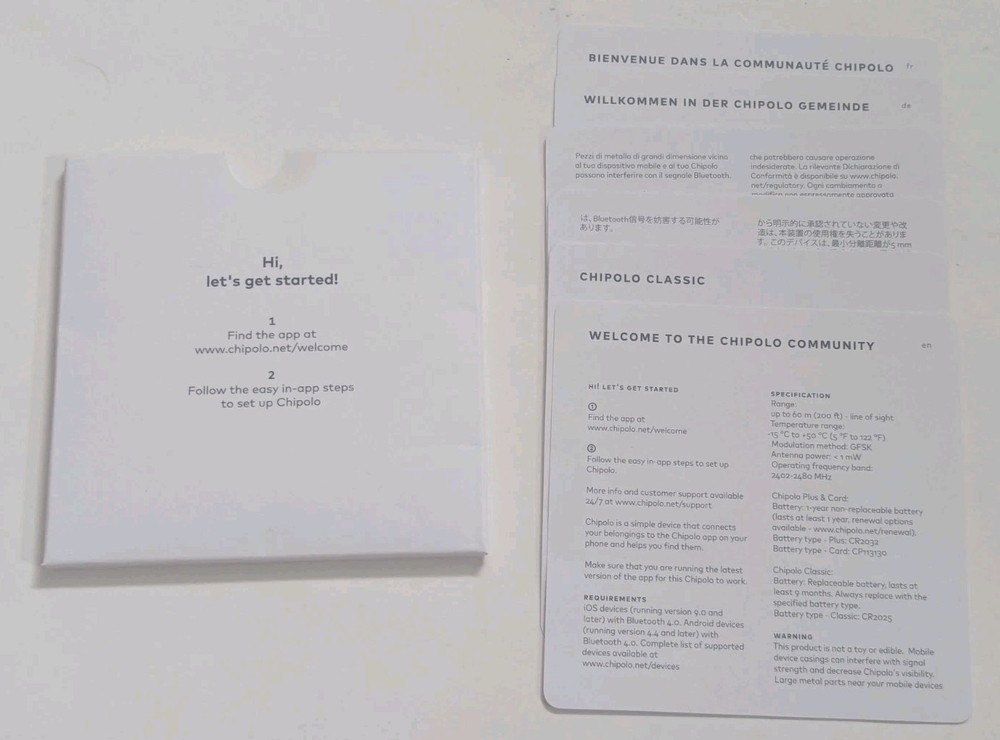 Hi,
let's get started!
1
Find the app at
www.chipolo.net/welcome
2
Follow the easy in-app steps
to set up Chipolo
BIENVENUE DANS LA COMMUNAUTÉ CHIPOLO
fr
WILLKOMMEN IN DER CHIPOLO GEMEINDE
de
Pezzi di metallo di grandi dimensione vicino
al tuo dispositivo mobile e al tuo Chipolo
possono interferire con il segnale Bluetooth.
che potrebbero causare operazione
indesiderate. La rilevante Dichiarazione di
Conformità è disponibile su www.chipolo.
net/regulatory. Ogni cambiamento o
modifica non espressamente approvata
は、Bluetooth信号を妨害する可能性が
あります。
から明示的に承認されていない変更や改
造は、本装置の使用権を失うことがありま
す。このデバイスは、最小分離距離が5 mm
CHIPOLO CLASSIC
WELCOME TO THE CHIPOLO COMMUNITY
en
HI! LET'S GET STARTED
①
Find the app at
www.chipolo.net/welcome
②
Follow the easy in-app steps to set up
Chipolo.
More info and customer support available
24/7 at www.chipolo.net/support
Chipolo is a simple device that connects
your belongings to the Chipolo app on your
phone and helps you find them.
Make sure that you are running the latest
version of the app for this Chipolo to work.
REQUIREMENTS
iOS devices (running version 9.0 and
later) with Bluetooth 4.0. Android devices
(running version 4.4 and later) with
Bluetooth 4.0. Complete list of supported
devices available at
www.chipolo.net/devices
SPECIFICATION
Range:
up to 60 m (200 ft) - line of sight
Temperature range:
-15 °C to +50 °C (5 °F to 122 °F)
Modulation method: GFSK
Antenna power: < 1 mW
Operating frequency band:
2402-2480 MHz
Chipolo Plus & Card:
Battery: 1-year non-replaceable battery
(lasts at least 1 year, renewal options
available - www.chipolo.net/renewal).
Battery type - Plus: CR2032
Battery type - Card: CP113130
Chipolo Classic:
Battery: Replaceable battery, lasts at
least 9 months. Always replace with the
specified battery type.
Battery type - Classic: CR2025
WARNING
This product is not a toy or edible. Mobile
device casings can interfere with signal
strength and decrease Chipolo's visibility.
Large metal parts near your mobile devices